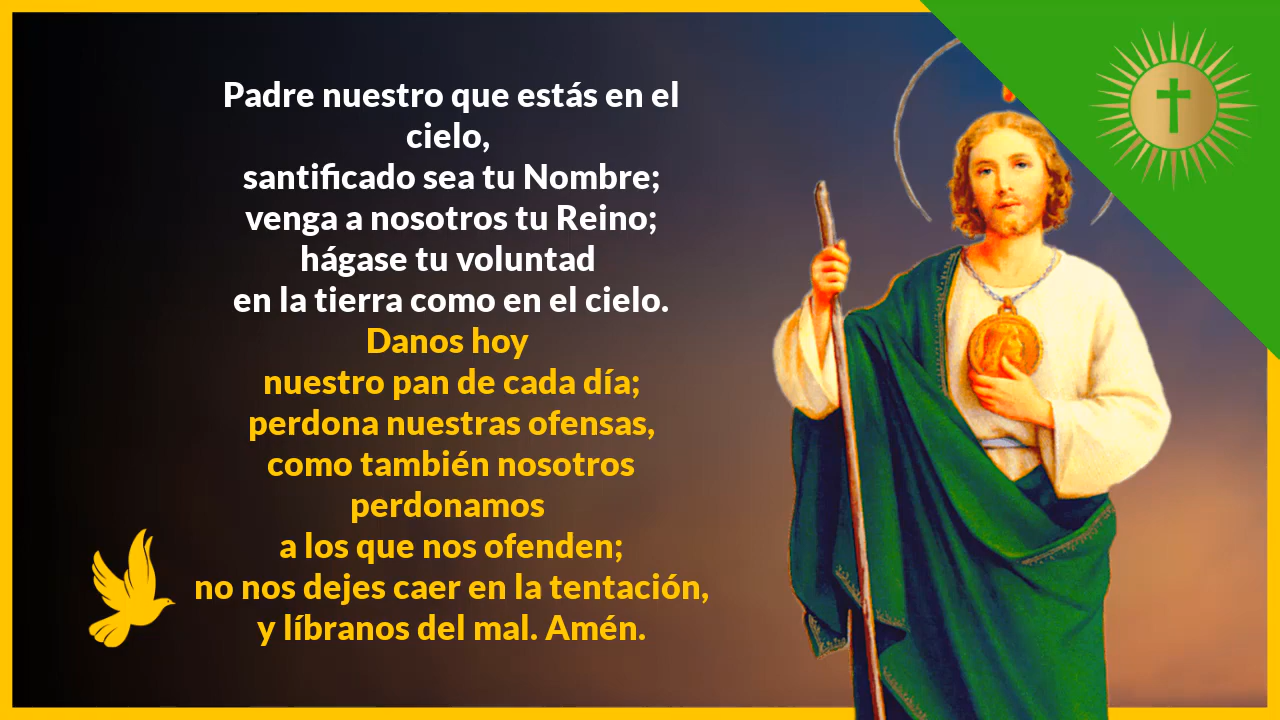 Padre nuestro que estás en el
cielo,
santificado sea tu Nombre;
venga a nosotros tu Reino;
hágase tu voluntad
en la tierra como en el cielo.
Danos hoy
nuestro pan de cada día;
perdona nuestras ofensas,
como también nosotros
perdonamos
a los que nos ofenden;
no nos dejes caer en la tentación,
y líbranos del mal. Amén.